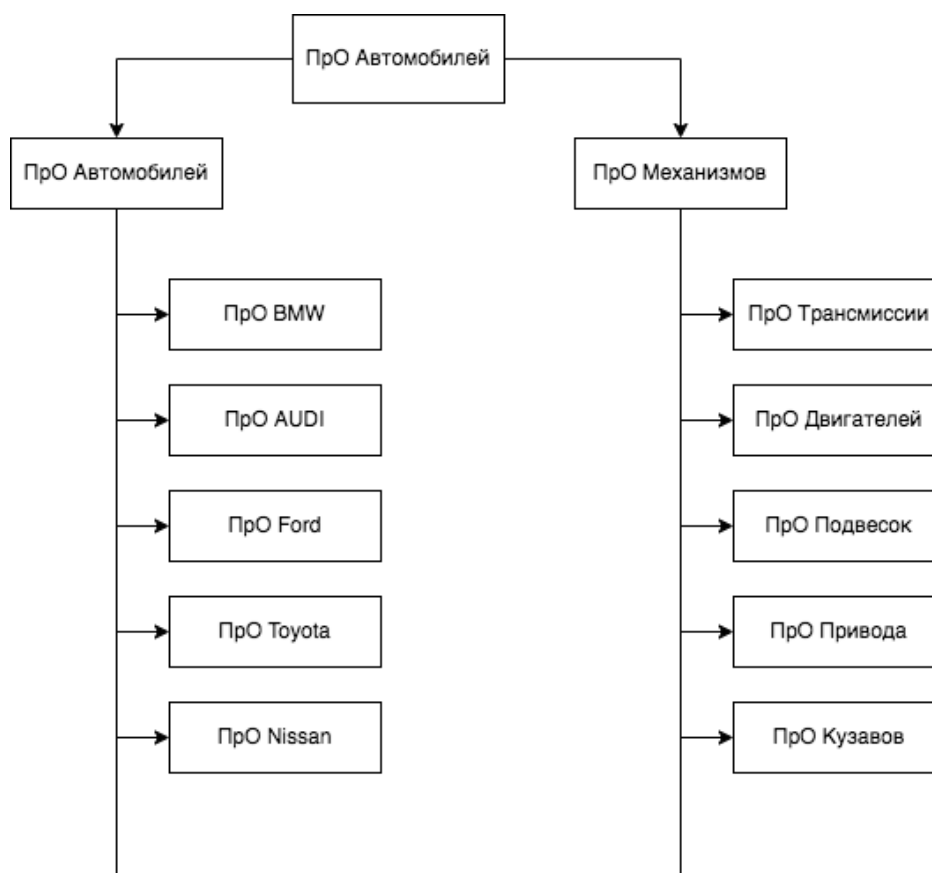 ПрО Автомобилей
ПрО Автомобилей
ПрО Механизмов
ПрО BMW
ПрО Трансмиссии
ПрО AUDI
ПрО Двигателей
ПрО Ford
ПрО Подвесок
ПрО Toyota
ПрО Привода
ПрО Nissan
ПрО Кузавов